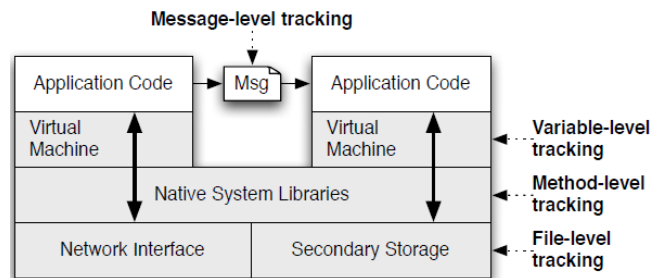 Message-level tracking
Application Code
Msg
Application Code
Virtual
Machine
Virtual
Machine
Variable-level
tracking
Native System Libraries
Method-level
tracking
Network Interface
Secondary Storage
File-level
tracking